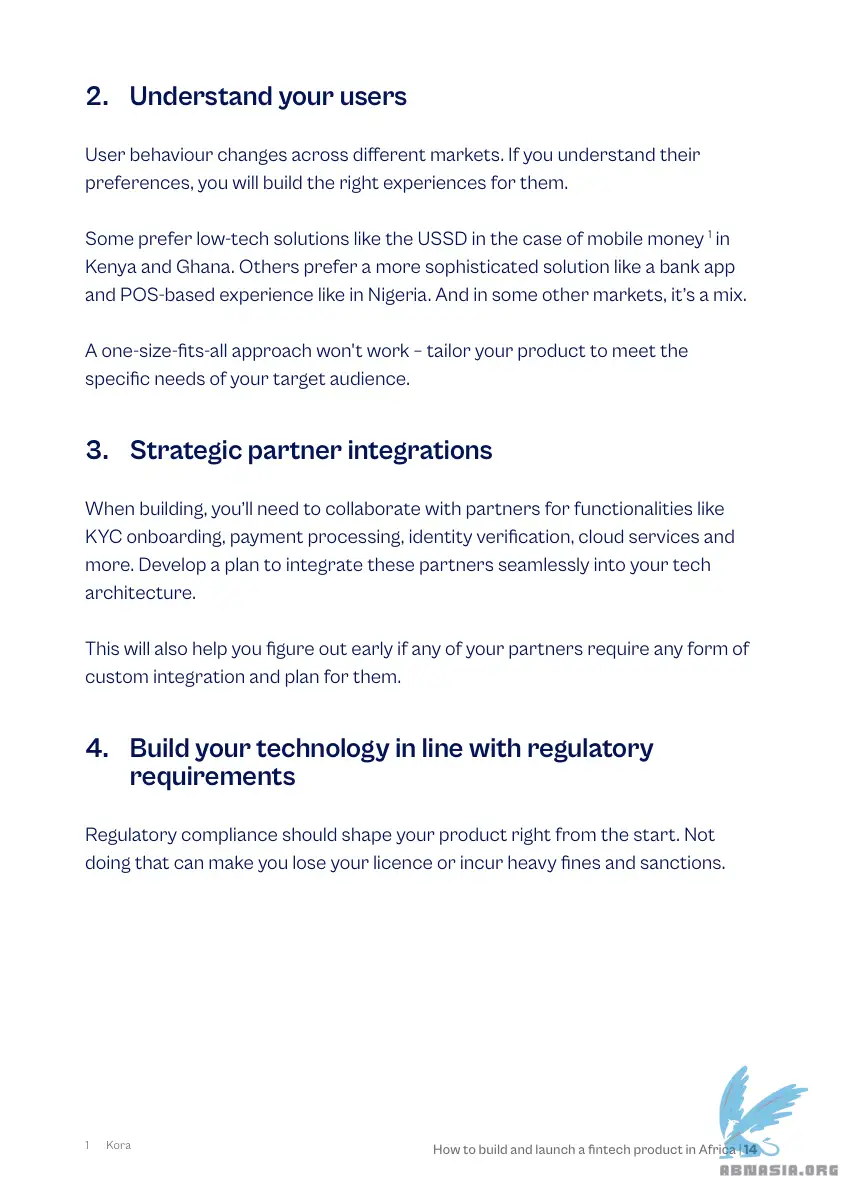 2. Understand your users
User behaviour changes across different markets. If you understand their
preferences, you will build the right experiences for them.
Some prefer low-tech solutions like the USSD in the case of mobile money 1 in
Kenya and Ghana. Others prefer a more sophisticated solution like a bank app
and POS-based experience like in Nigeria. And in some other markets, it’s a mix.
A one-size-fits-all approach won't work – tailor your product to meet the
specific needs of your target audience.
3. Strategic partner integrations
When building, you’ll need to collaborate with partners for functionalities like
KYC onboarding, payment processing, identity verification, cloud services and
more. Develop a plan to integrate these partners seamlessly into your tech
architecture.
This will also help you figure out early if any of your partners require any form of
custom integration and plan for them.
4. Build your technology in line with regulatory
requirements
Regulatory compliance should shape your product right from the start. Not
doing that can make you lose your licence or incur heavy fines and sanctions.
1 Kora
How to build and launch a fintech product in Africa | 14
ABNASIA.ORG